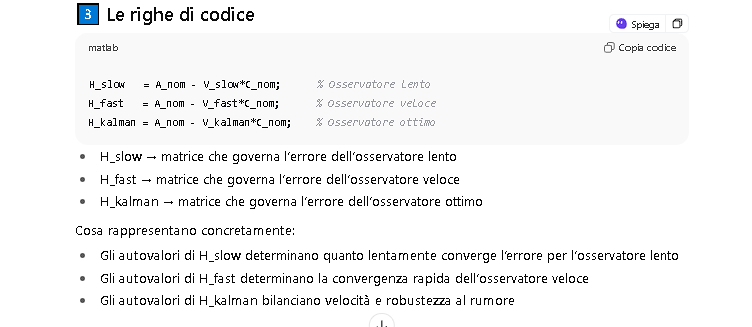 3 Le righe di codice
Spiega
matlab
Copia codice
H_slow = A_nom - V_slow*C_nom; % Osservatore lento
H_fast = A_nom - V_fast*C_nom; % Osservatore veloce
H_kalman = A_nom - V_kalman*C_nom; % Osservatore ottimo
• H_slow → matrice che governa l'errore dell'osservatore lento
• H_fast → matrice che governa l'errore dell'osservatore veloce
• H_kalman → matrice che governa l'errore dell'osservatore ottimo
Cosa rappresentano concretamente:
• Gli autovalori di H_slow determinano quanto lentamente converge l'errore per l'osservatore lento
• Gli autovalori di H_fast determinano la convergenza rapida dell'osservatore veloce
• Gli autovalori di H_kalman bilanciano velocità e robustezza al rumore